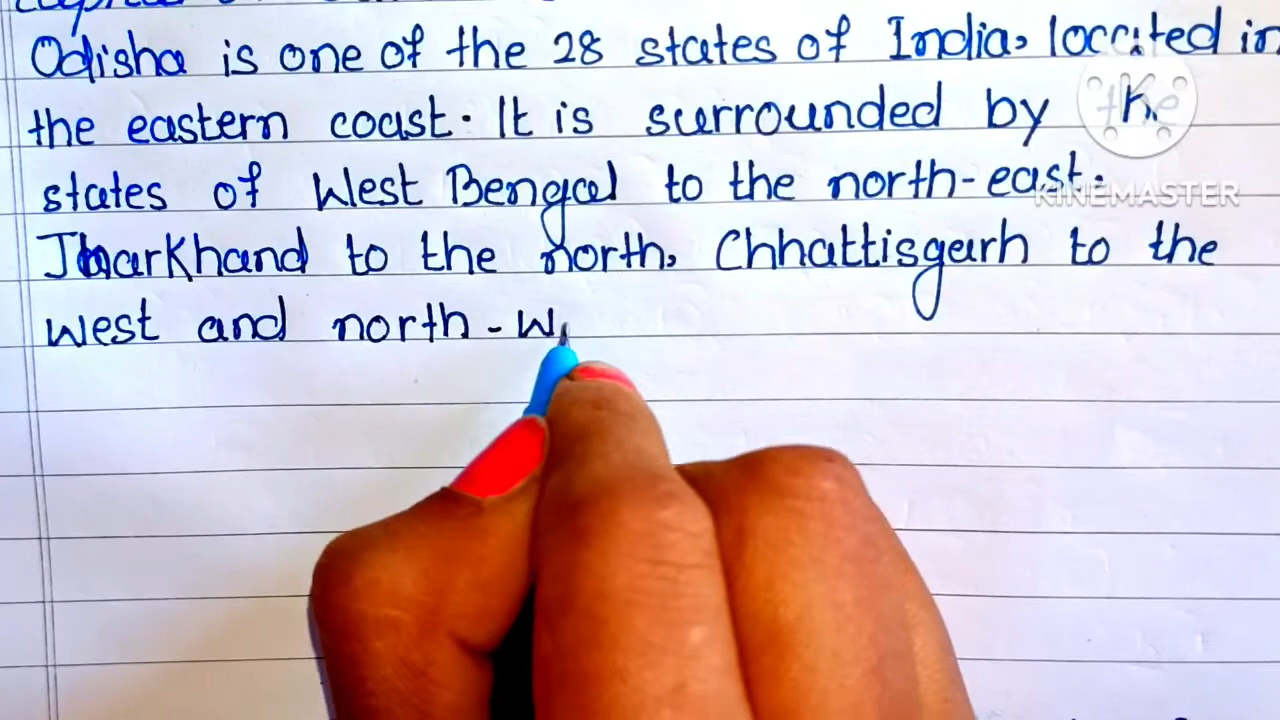 Odisha is one of the 28 states of India, located in
the eastern coast. It is surrounded by the
states of West Bengal to the north-east.
KINEMASTER
Jharkhand to the north, Chhattisgarh to the
west and north-w